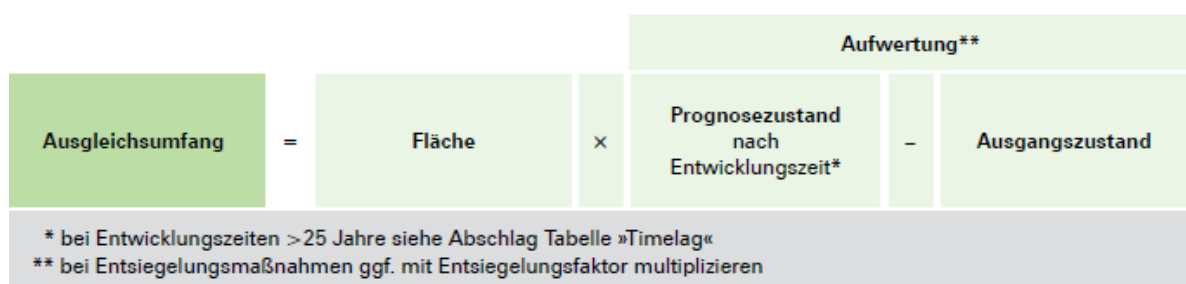 Aufwertung**
Ausgleichsumfang = Fläche × Prognosezustand
nach
Entwicklungszeit* – Ausgangszustand
* bei Entwicklungszeiten >25 Jahre siehe Abschlag Tabelle »Timelag«
** bei Entsiegelungsmaßnahmen ggf. mit Entsiegelungsfaktor multiplizieren